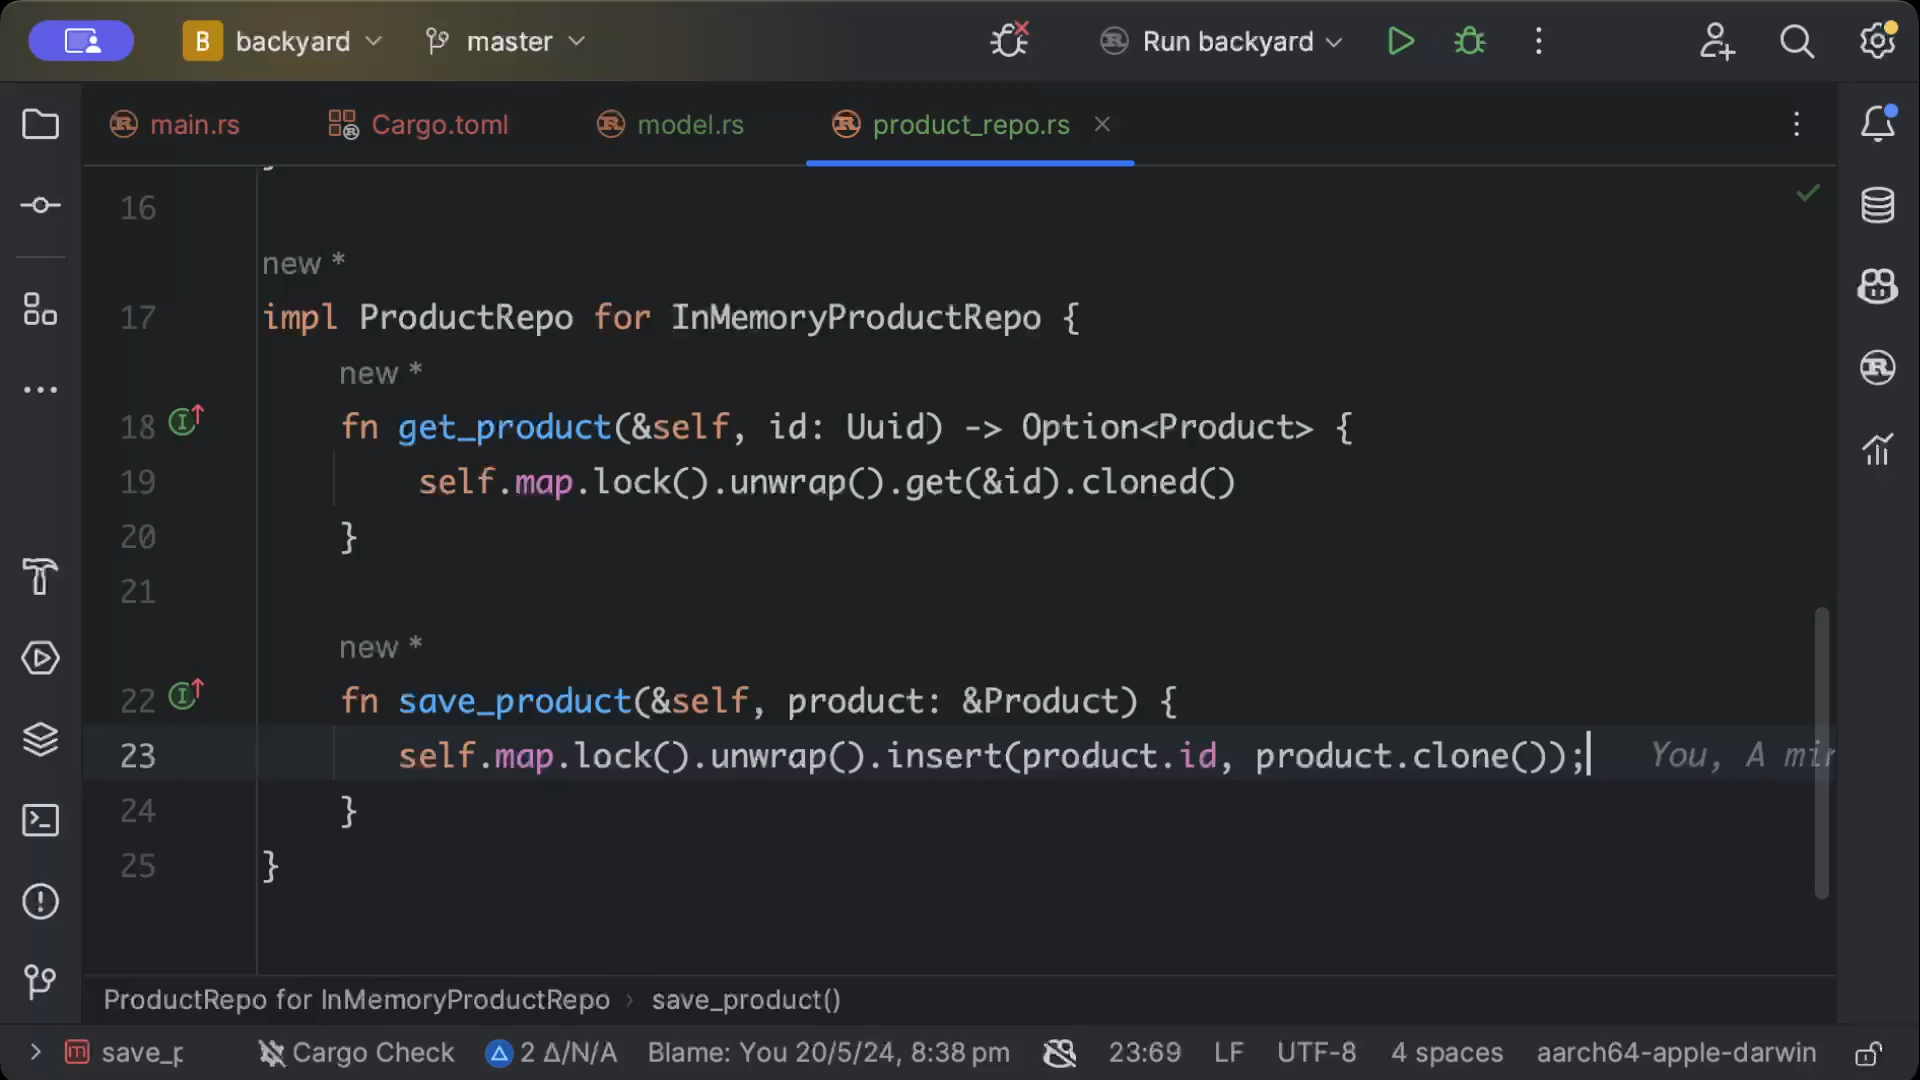 B backyard master Run backyard
main.rs Cargo.toml model.rs product_repo.rs
16
new *
17 impl ProductRepo for InMemoryProductRepo {
new *
18 fn get_product(&self, id: Uuid) -> Option<Product> {
19 self.map.lock().unwrap().get(&id).cloned()
20 }
21
new *
22 fn save_product(&self, product: &Product) {
23 self.map.lock().unwrap().insert(product.id, product.clone()); You, A
24 }
25 }
ProductRepo for InMemoryProductRepo › save_product()
save_p Cargo Check 2 Δ/N/A Blame: You 20/5/24, 8:38 pm 23:69 LF UTF-8 4 spaces aarch64-apple-darwin